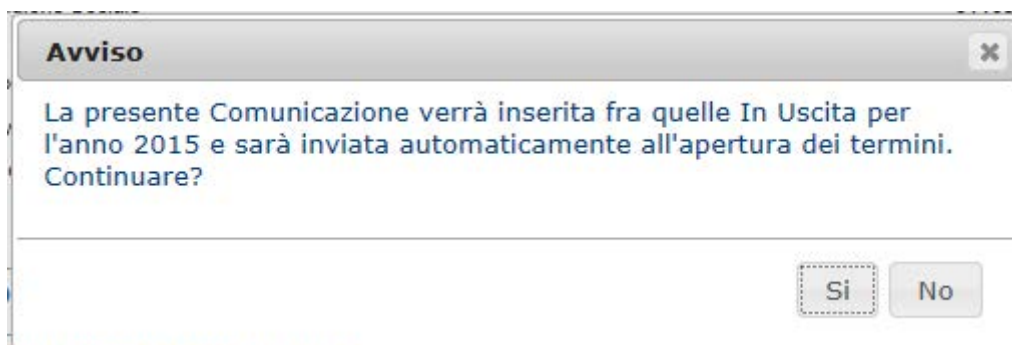 Avviso
La presente Comunicazione verrà inserita fra quelle In Uscita per
l'anno 2015 e sarà inviata automaticamente all'apertura dei termini.
Continuare?
Si No